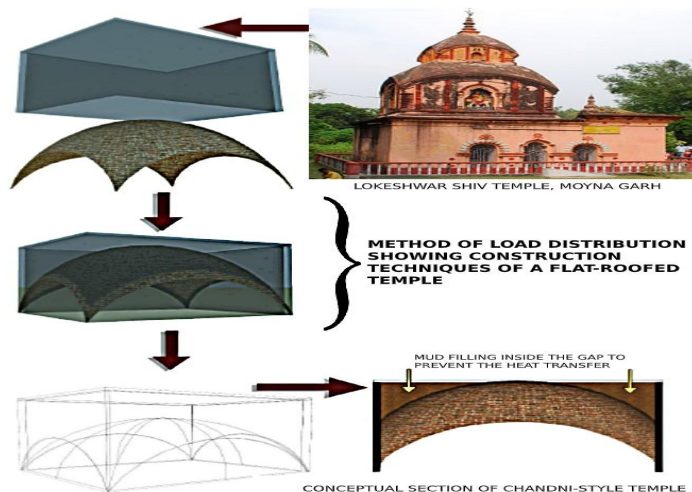 LOKESHWAR SHIV TEMPLE, MOYNA GARH
METHOD OF LOAD DISTRIBUTION
SHOWING CONSTRUCTION
TECHNIQUES OF A FLAT-ROOFED
TEMPLE
MUD FILLING INSIDE THE GAP TO
PREVENT THE HEAT TRANSFER
CONCEPTUAL SECTION OF CHANDNI-STYLE TEMPLE